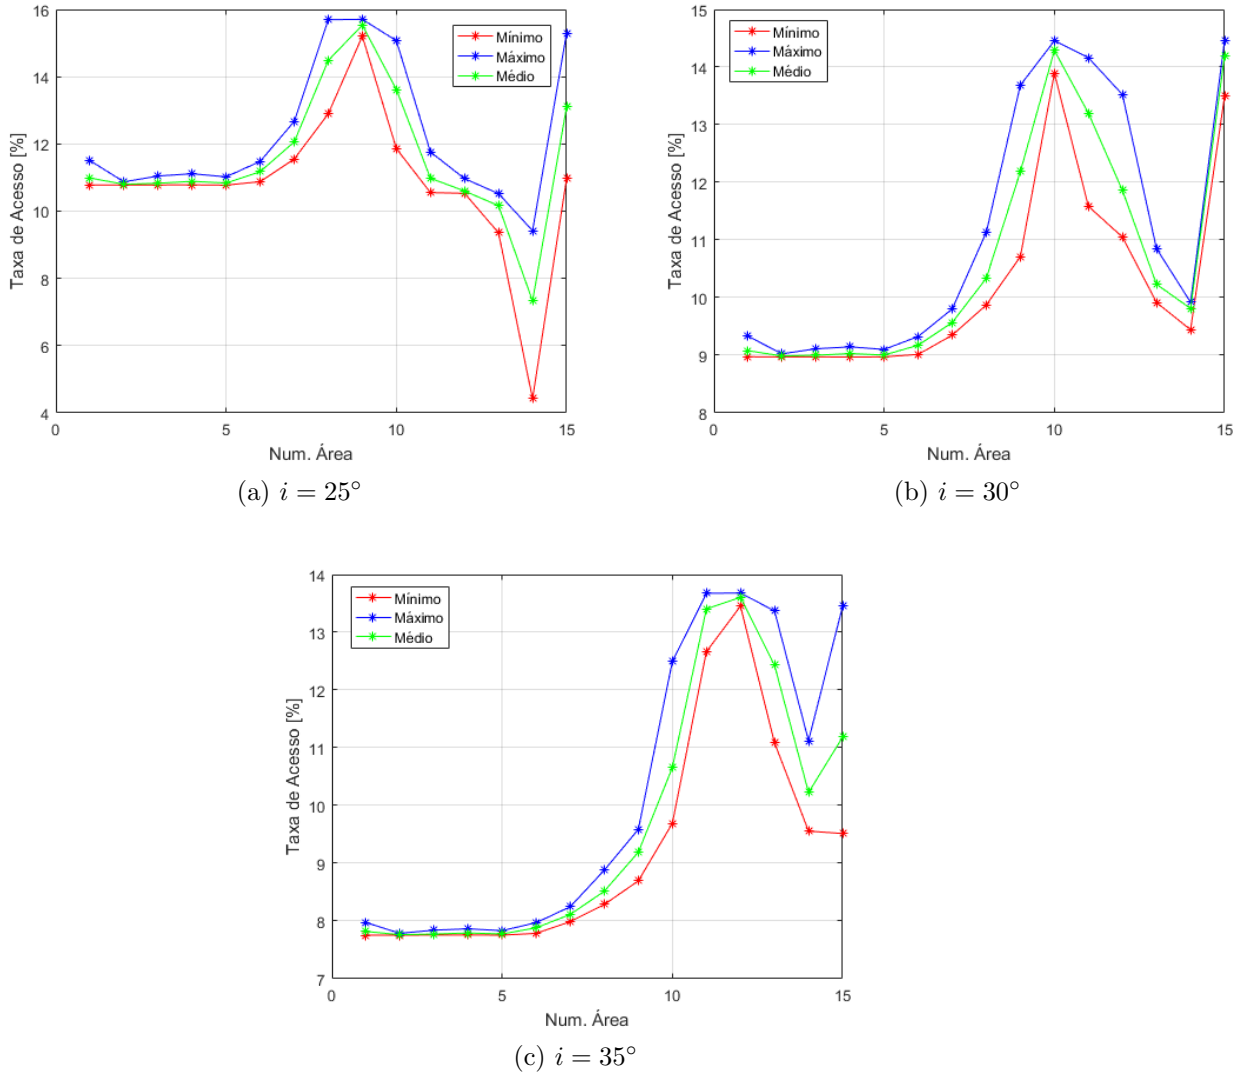 16
14
12
10
8
6
4
Taxa de Acesso [%]
0
5
10
15
Num. Área
Mínimo
Máximo
Médio
(a) i = 25°
15
14
13
12
11
10
9
8
Taxa de Acesso [%]
0
5
10
15
Num. Área
Mínimo
Máximo
Médio
(b) i = 30°
14
13
12
11
10
9
8
7
Taxa de Acesso [%]
0
5
10
15
Num. Área
Mínimo
Máximo
Médio
(c) i = 35°